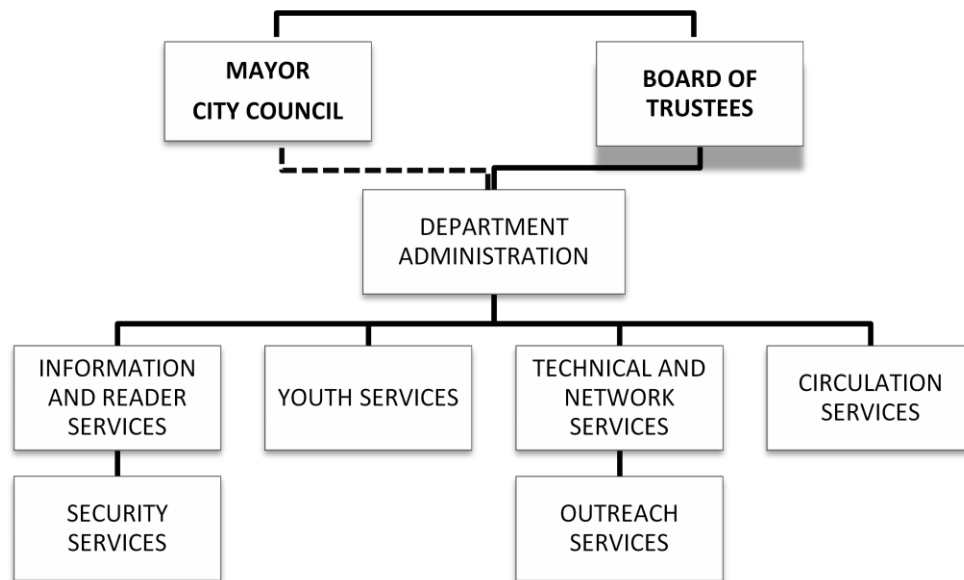 MAYOR
CITY COUNCIL
BOARD OF
TRUSTEES
DEPARTMENT
ADMINISTRATION
INFORMATION
AND READER
SERVICES
YOUTH SERVICES
TECHNICAL AND
NETWORK
SERVICES
CIRCULATION
SERVICES
SECURITY
SERVICES
OUTREACH
SERVICES